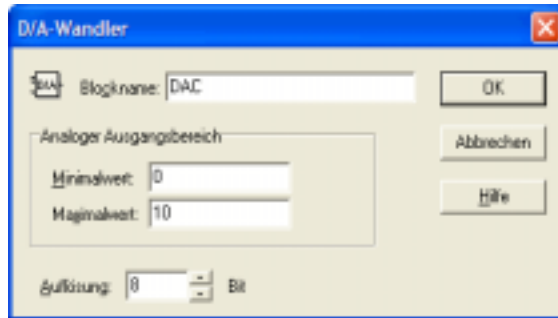 D/A-Wandler
D/A
Blockname: DAC
OK
Analoger Ausgangsbereich
Abbrechen
Minimalwert: 0
Hilfe
Maximalwert: 10
Auflösung: 8 Bit